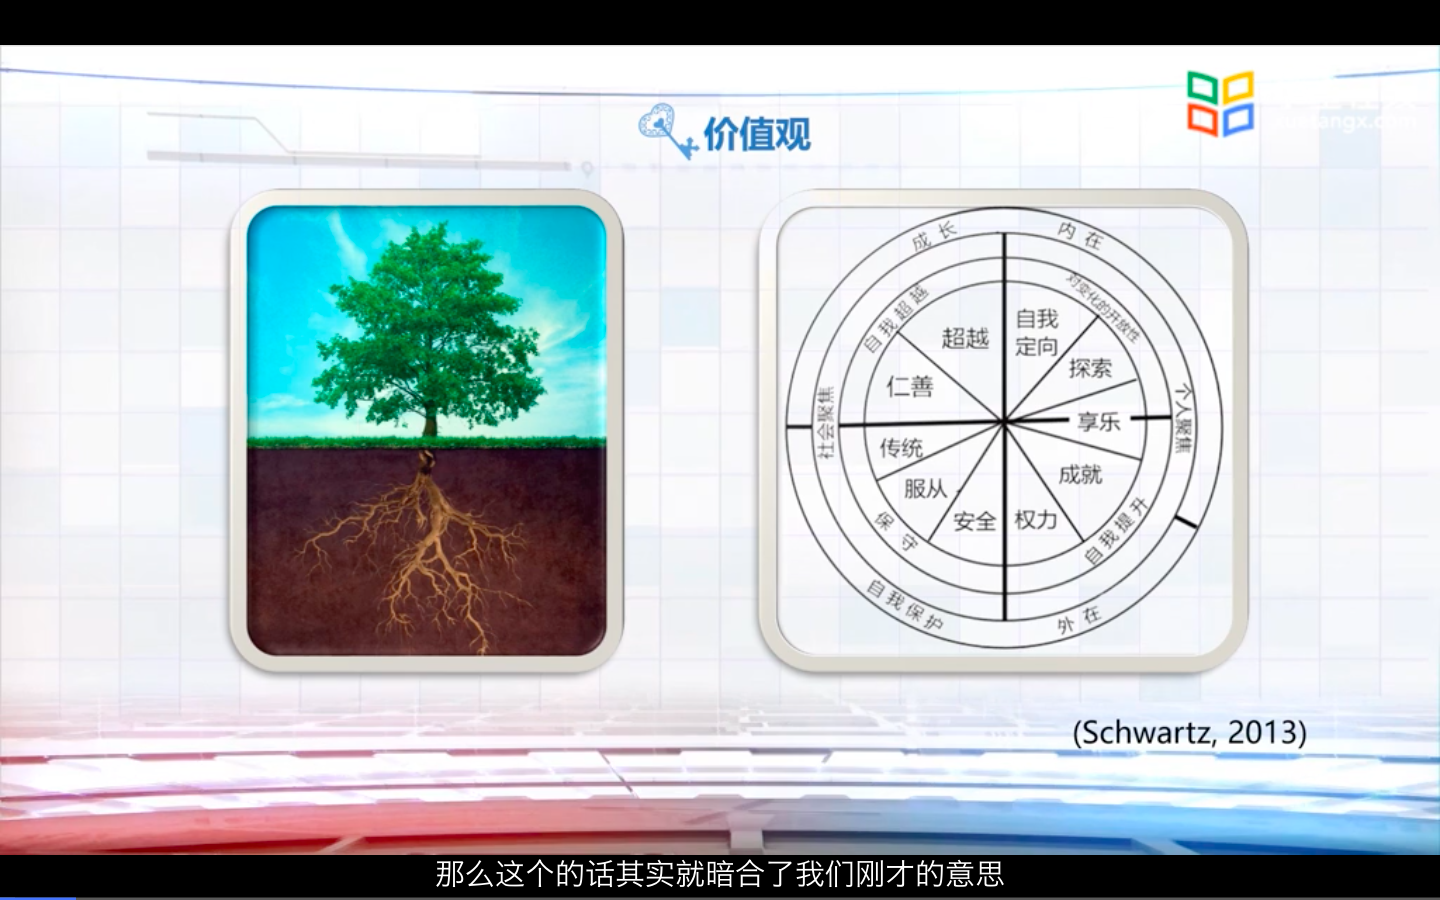 价值观
成长
内在
自我超越
对变化的开放性
超越
自我
定向
探索
仁善
享乐
社会聚焦
个人聚焦
传统
成就
服从
安全
权力
保守
自我提升
自我保护
外在
(Schwartz, 2013)
那么这个的话其实就暗合了我们刚才的意思